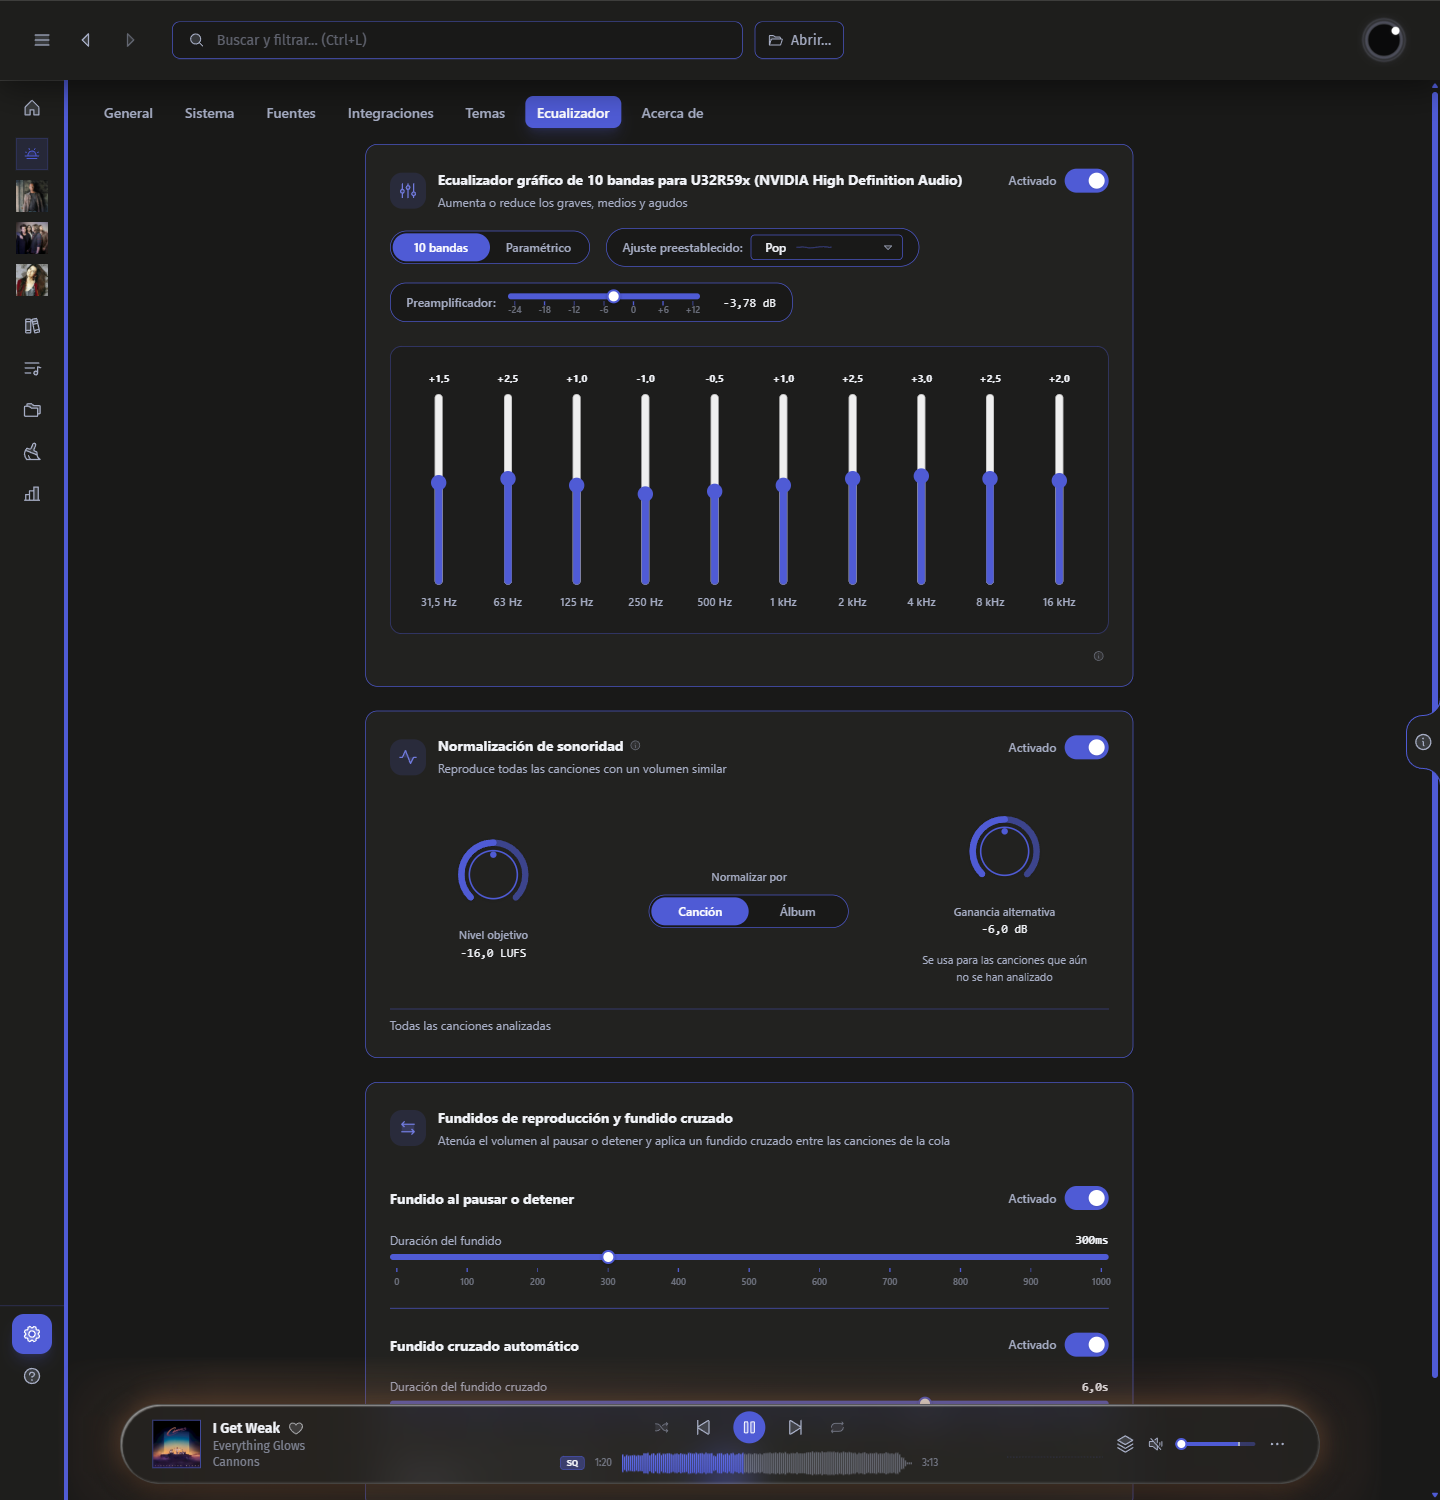 Buscar y filtrar... (Ctrl+L)
Abrir...
General
Sistema
Fuentes
Integraciones
Temas
Ecualizador
Acerca de
Ecualizador gráfico de 10 bandas para U32R59x (NVIDIA High Definition Audio)
Activado
Aumenta o reduce los graves, medios y agudos
10 bandas
Paramétrico
Ajuste preestablecido:
Pop
Preamplificador:
-24 -18 -12 -6 0 +6 +12
-3,78 dB
+1,5 +2,5 +1,0 -1,0 -0,5 +1,0 +2,5 +3,0 +2,5 +2,0
31,5 Hz 63 Hz 125 Hz 250 Hz 500 Hz 1 kHz 2 kHz 4 kHz 8 kHz 16 kHz
Normalización de sonoridad
Activado
Reproduce todas las canciones con un volumen similar
Nivel objetivo
-16,0 LUFS
Normalizar por
Canción
Álbum
Ganancia alternativa
-6,0 dB
Se usa para las canciones que aún
no se han analizado
Todas las canciones analizadas
Fundidos de reproducción y fundido cruzado
Atenúa el volumen al pausar o detener y aplica un fundido cruzado entre las canciones de la cola
Fundido al pausar o detener
Activado
Duración del fundido
300ms
0 100 200 300 400 500 600 700 800 900 1000
Fundido cruzado automático
Activado
Duración del fundido cruzado
6,0s
I Get Weak
Everything Glows
Cannons
SQ
1:20
3:13